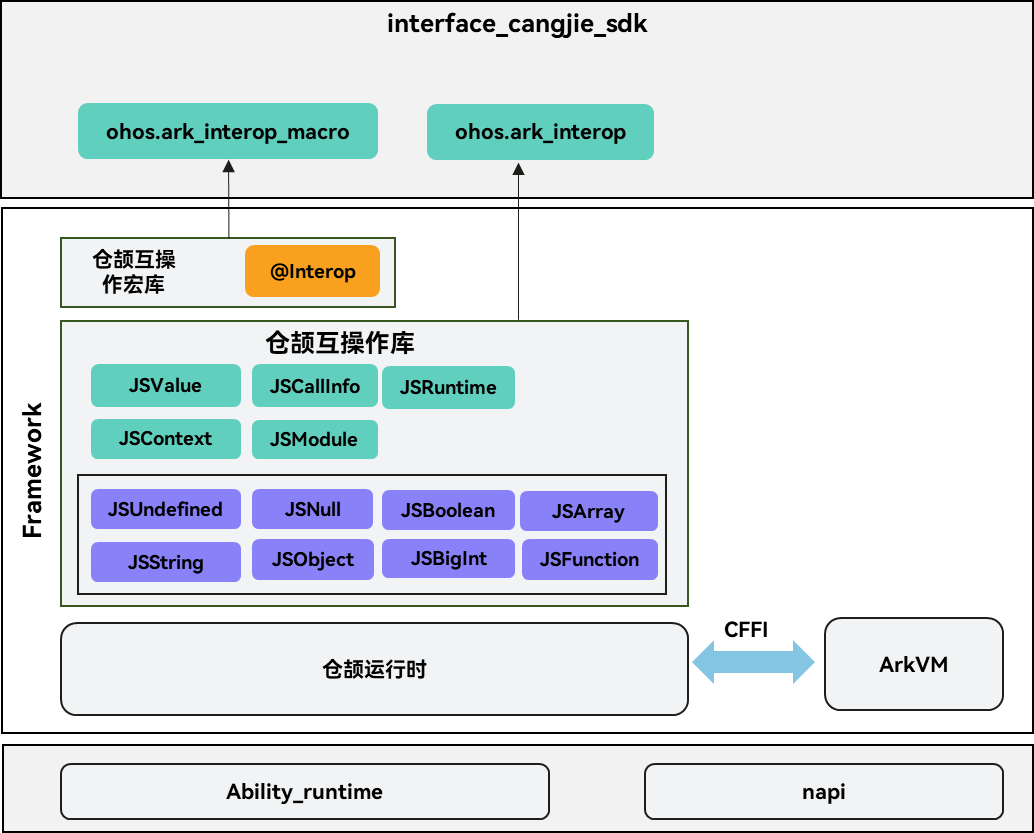 interface_cangjie_sdk
ohos.ark_interop_macro
ohos.ark_interop
仓颉互操
作宏库
@Interop
Framework
仓颉互操作库
JSValue
JSCallInfo
JSRuntime
JSContext
JSModule
JSUndefined
JSNull
JSBoolean
JSArray
JSString
JSObject
JSBigInt
JSFunction
仓颉运行时
CFFI
ArkVM
Ability_runtime
napi